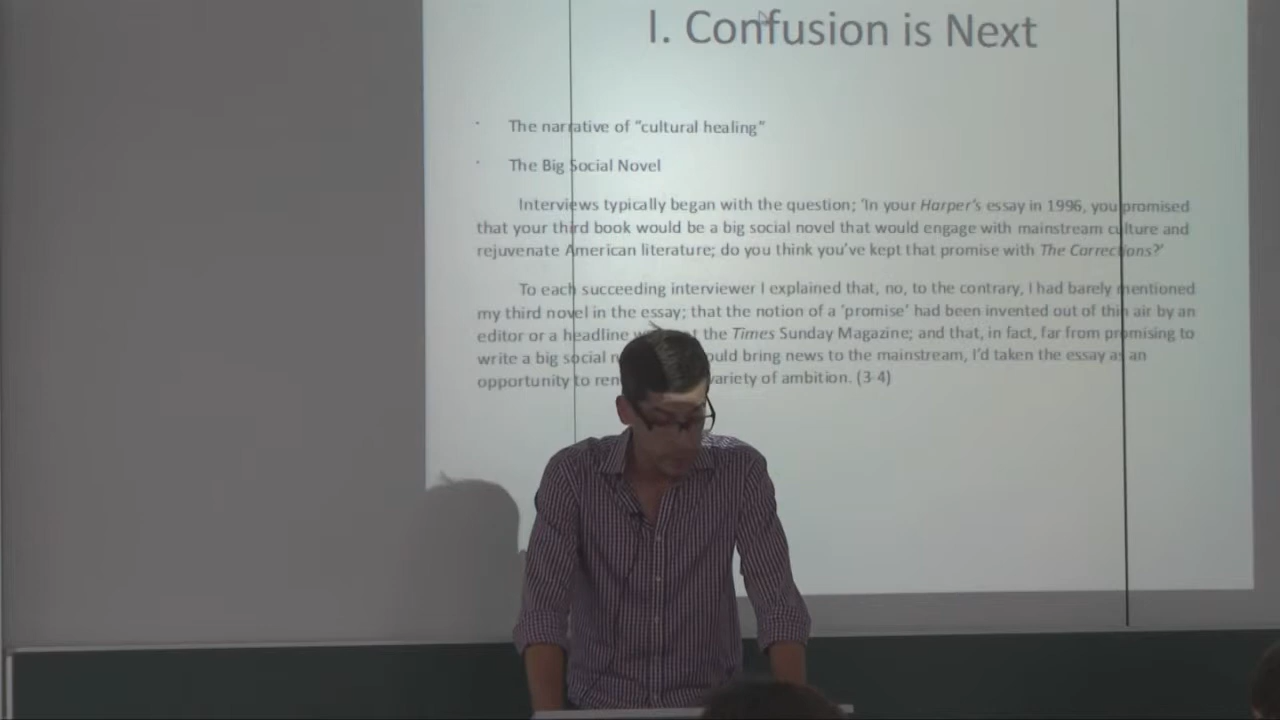 I. Confusion is Next
· The narrative of “cultural healing”
· The Big Social Novel
Interviews typically began with the question; ‘In your Harper’s essay in 1996, you promised
that your third book would be a big social novel that would engage with mainstream culture and
rejuvenate American literature; do you think you’ve kept that promise with The Corrections?’
To each succeeding interviewer I explained that, no, to the contrary, I had barely mentioned
my third novel in the essay; that the notion of a ‘promise’ had been invented out of thin air by an
editor or a headline the Times Sunday Magazine; and that, in fact, far from promising to
write a big social bring news to the mainstream, I’d taken the essay as an
opportunity to variety of ambition. (3-4)